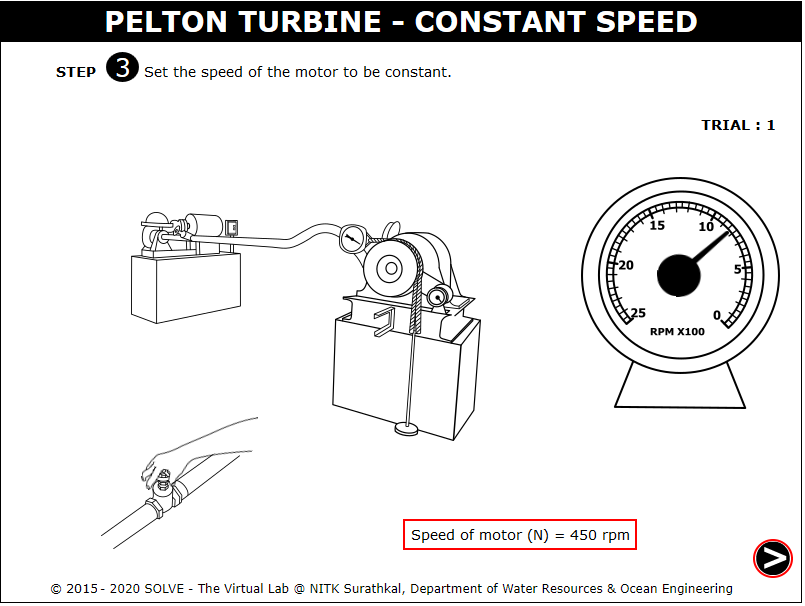 PELTON TURBINE - CONSTANT SPEED
STEP 3 Set the speed of the motor to be constant.
TRIAL : 1
15
10
20
5
25
0
RPM X100
Speed of motor (N) = 450 rpm
>
© 2015 - 2020 SOLVE - The Virtual Lab @ NITK Surathkal, Department of Water Resources & Ocean Engineering